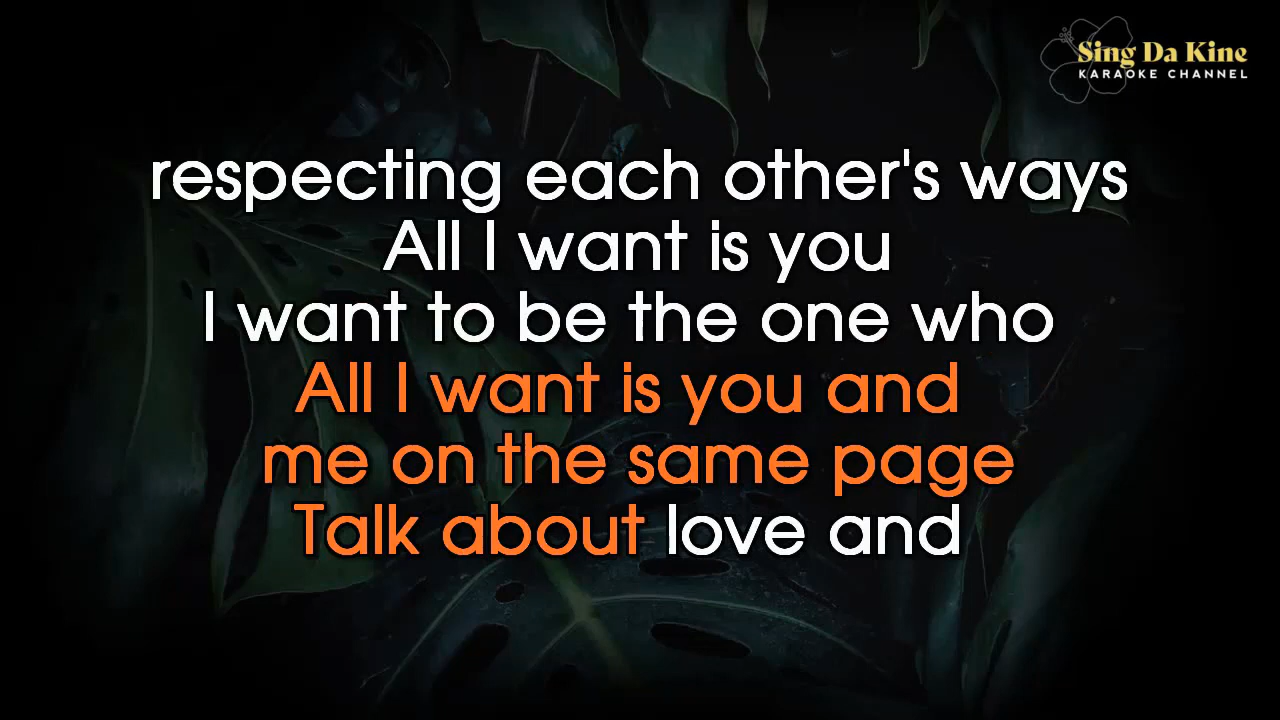 Sing Da Kine
KARAOKE CHANNEL
respecting each other's ways
All I want is you
I want to be the one who
All I want is you and
me on the same page
Talk about love and